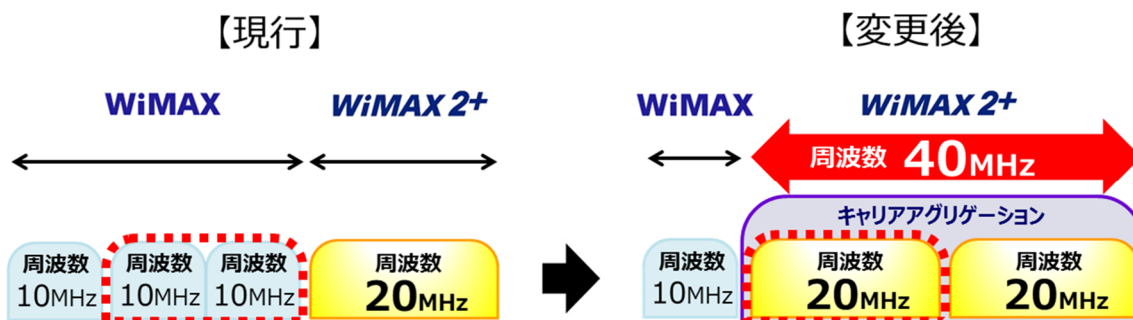 【現行】
WiMAX
WiMAX 2+
周波数
10MHz
周波数
10MHz
周波数
10MHz
周波数
20MHz
【変更後】
WiMAX
WiMAX 2+
周波数 40MHz
キャリアアグリゲーション
周波数
10MHz
周波数
20MHz
周波数
20MHz